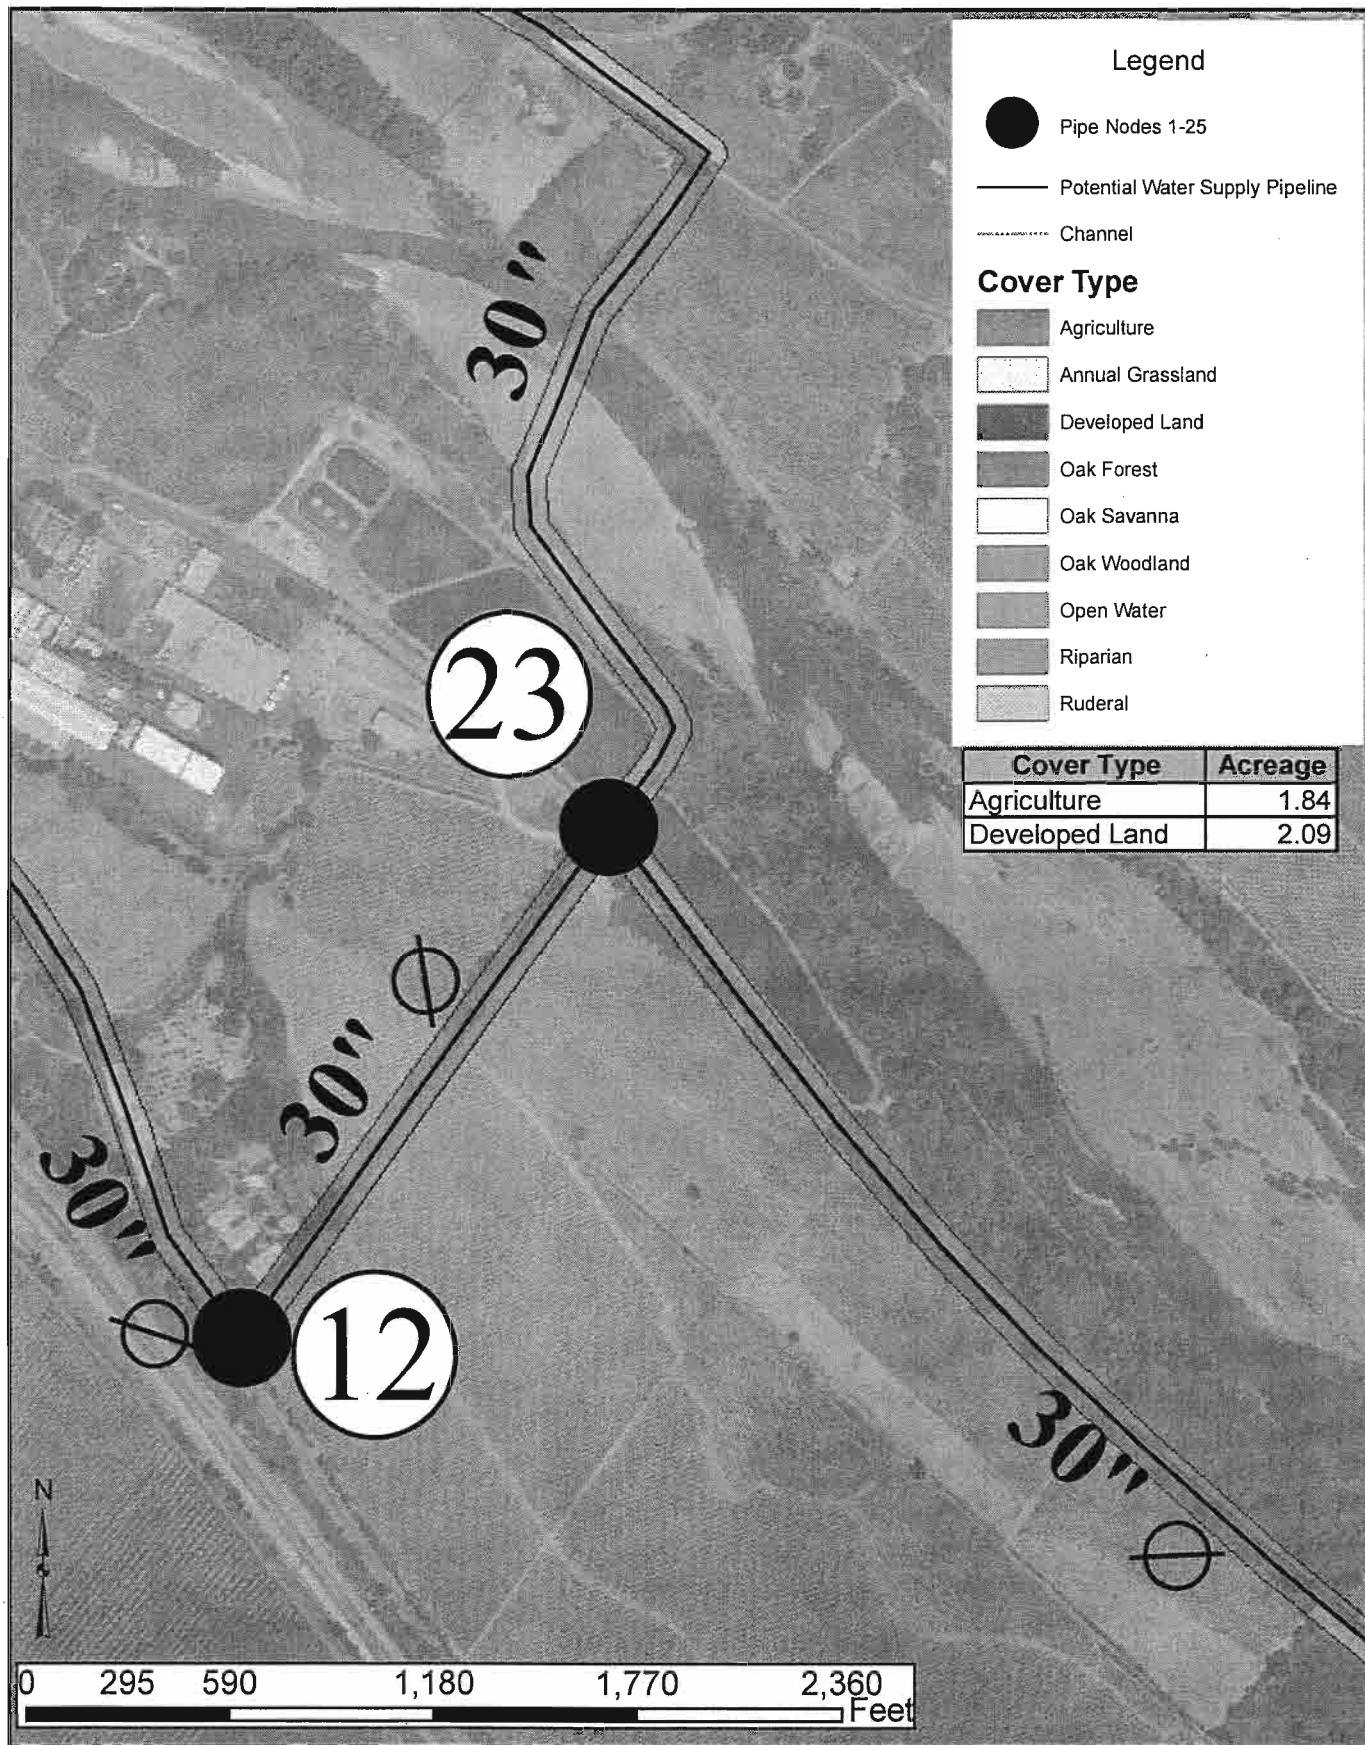 Legend
Pipe Nodes 1-25
Potential Water Supply Pipeline
Channel
Cover Type
Agriculture
Annual Grassland
Developed Land
Oak Forest
Oak Savanna
Oak Woodland
Open Water
Riparian
Ruderal
Cover Type Acreage
Agriculture 1.84
Developed Land 2.09
30"
23
30" ϕ
30" ϕ
12
30" ϕ
N
0 295 590 1,180 1,770 2,360
Feet